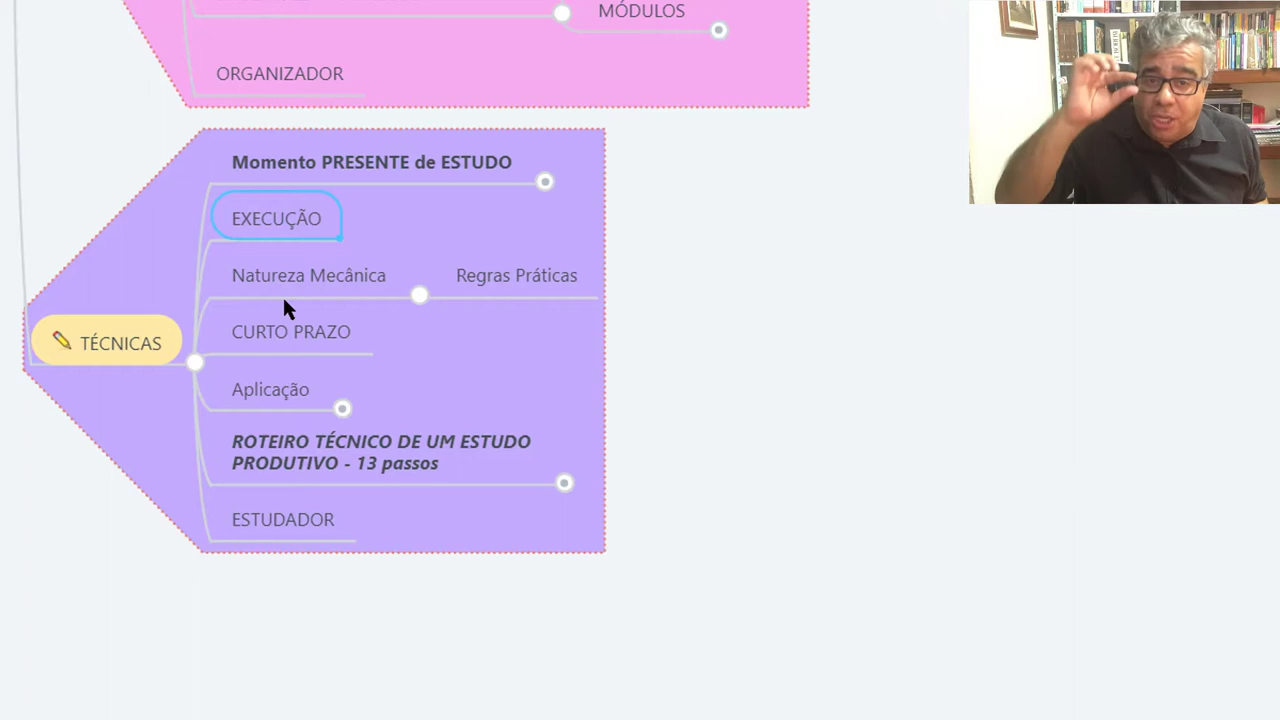 MÓDULOS
ORGANIZADOR
Momento PRESENTE de ESTUDO
EXECUÇÃO
Natureza Mecânica
Regras Práticas
CURTO PRAZO
TÉCNICAS
Aplicação
ROTEIRO TÉCNICO DE UM ESTUDO
PRODUTIVO - 13 passos
ESTUDADOR